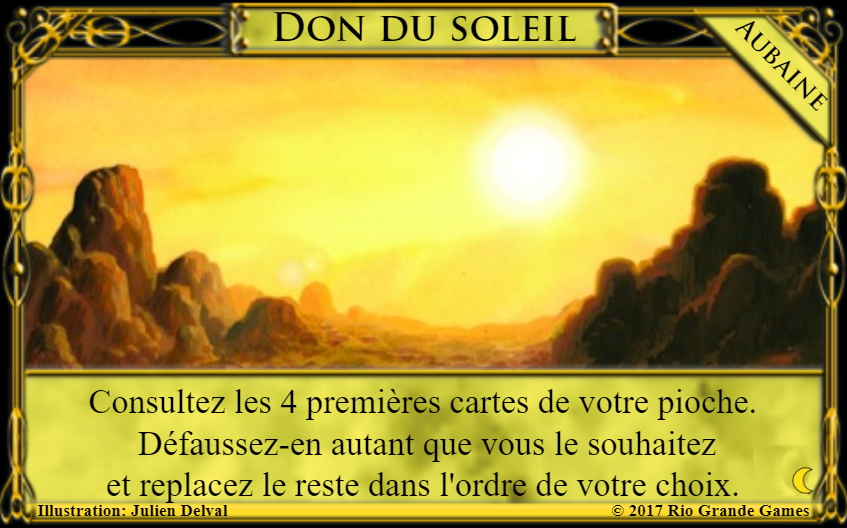 DON DU SOLEIL
AUBAINE
Consultez les 4 premières cartes de votre pioche.
Défaussez-en autant que vous le souhaitez
et replacez le reste dans l'ordre de votre choix.
Illustration: Julien Delval
© 2017 Rio Grande Games